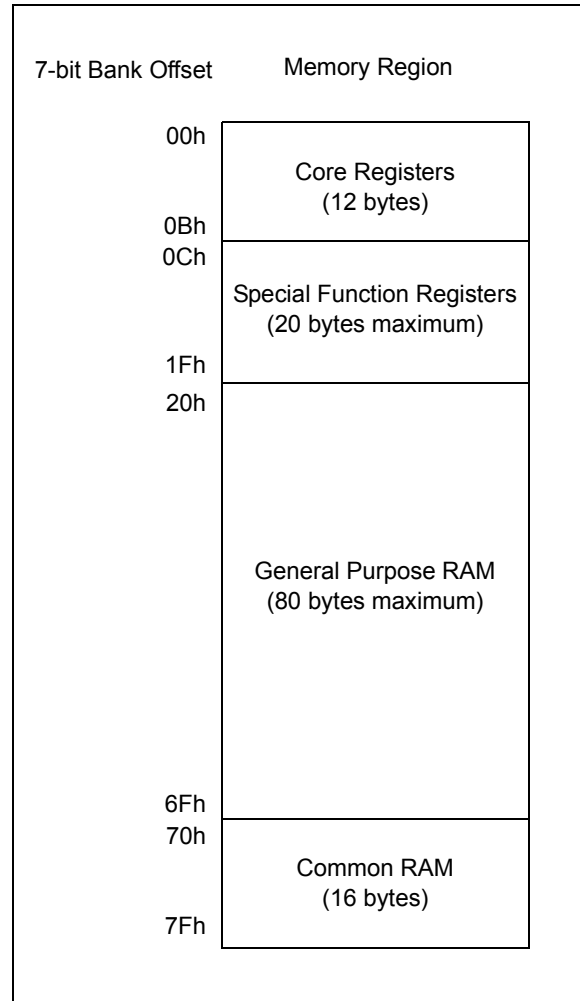 7-bit Bank Offset
Memory Region
00h
Core Registers
(12 bytes)
0Bh
0Ch
Special Function Registers
(20 bytes maximum)
1Fh
20h
General Purpose RAM
(80 bytes maximum)
6Fh
70h
Common RAM
(16 bytes)
7Fh